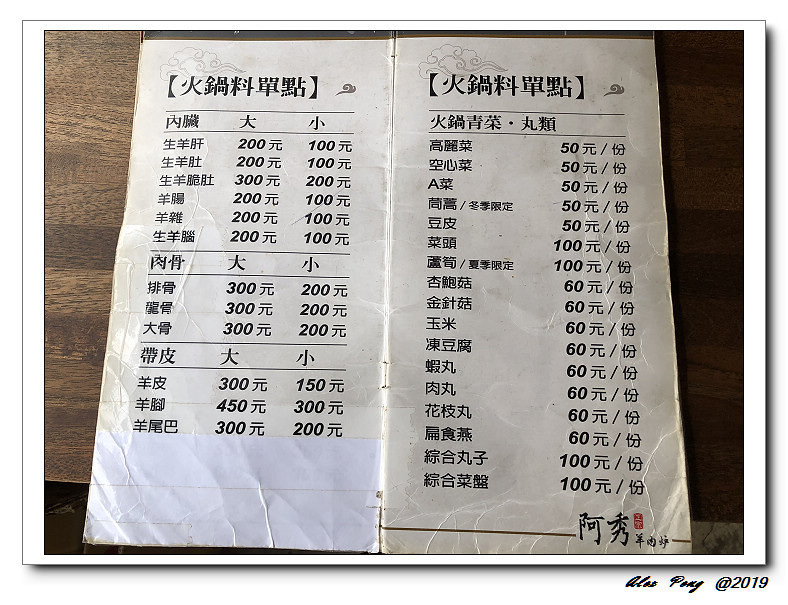 【火鍋料單點】
內臟 大 小
生羊肝 200元 100元
生羊肚 200元 100元
生羊脆肚 300元 200元
羊腸 200元 100元
羊雜 200元 100元
生羊腦 200元 100元
肉骨 大 小
排骨 300元 200元
龍骨 300元 200元
大骨 300元 200元
帶皮 大 小
羊皮 300元 150元
羊腳 450元 300元
羊尾巴 300元 200元
【火鍋料單點】
火鍋青菜・丸類
高麗菜 50元/份
空心菜 50元/份
A菜 50元/份
茼蒿/冬季限定 50元/份
豆皮 50元/份
菜頭 100元/份
蘆筍/夏季限定 100元/份
杏鮑菇 60元/份
金針菇 60元/份
玉米 60元/份
凍豆腐 60元/份
蝦丸 60元/份
肉丸 60元/份
花枝丸 60元/份
扁食燕 60元/份
綜合丸子 100元/份
綜合菜盤 100元/份
阿秀 羊肉爐
Alex Peng @2019